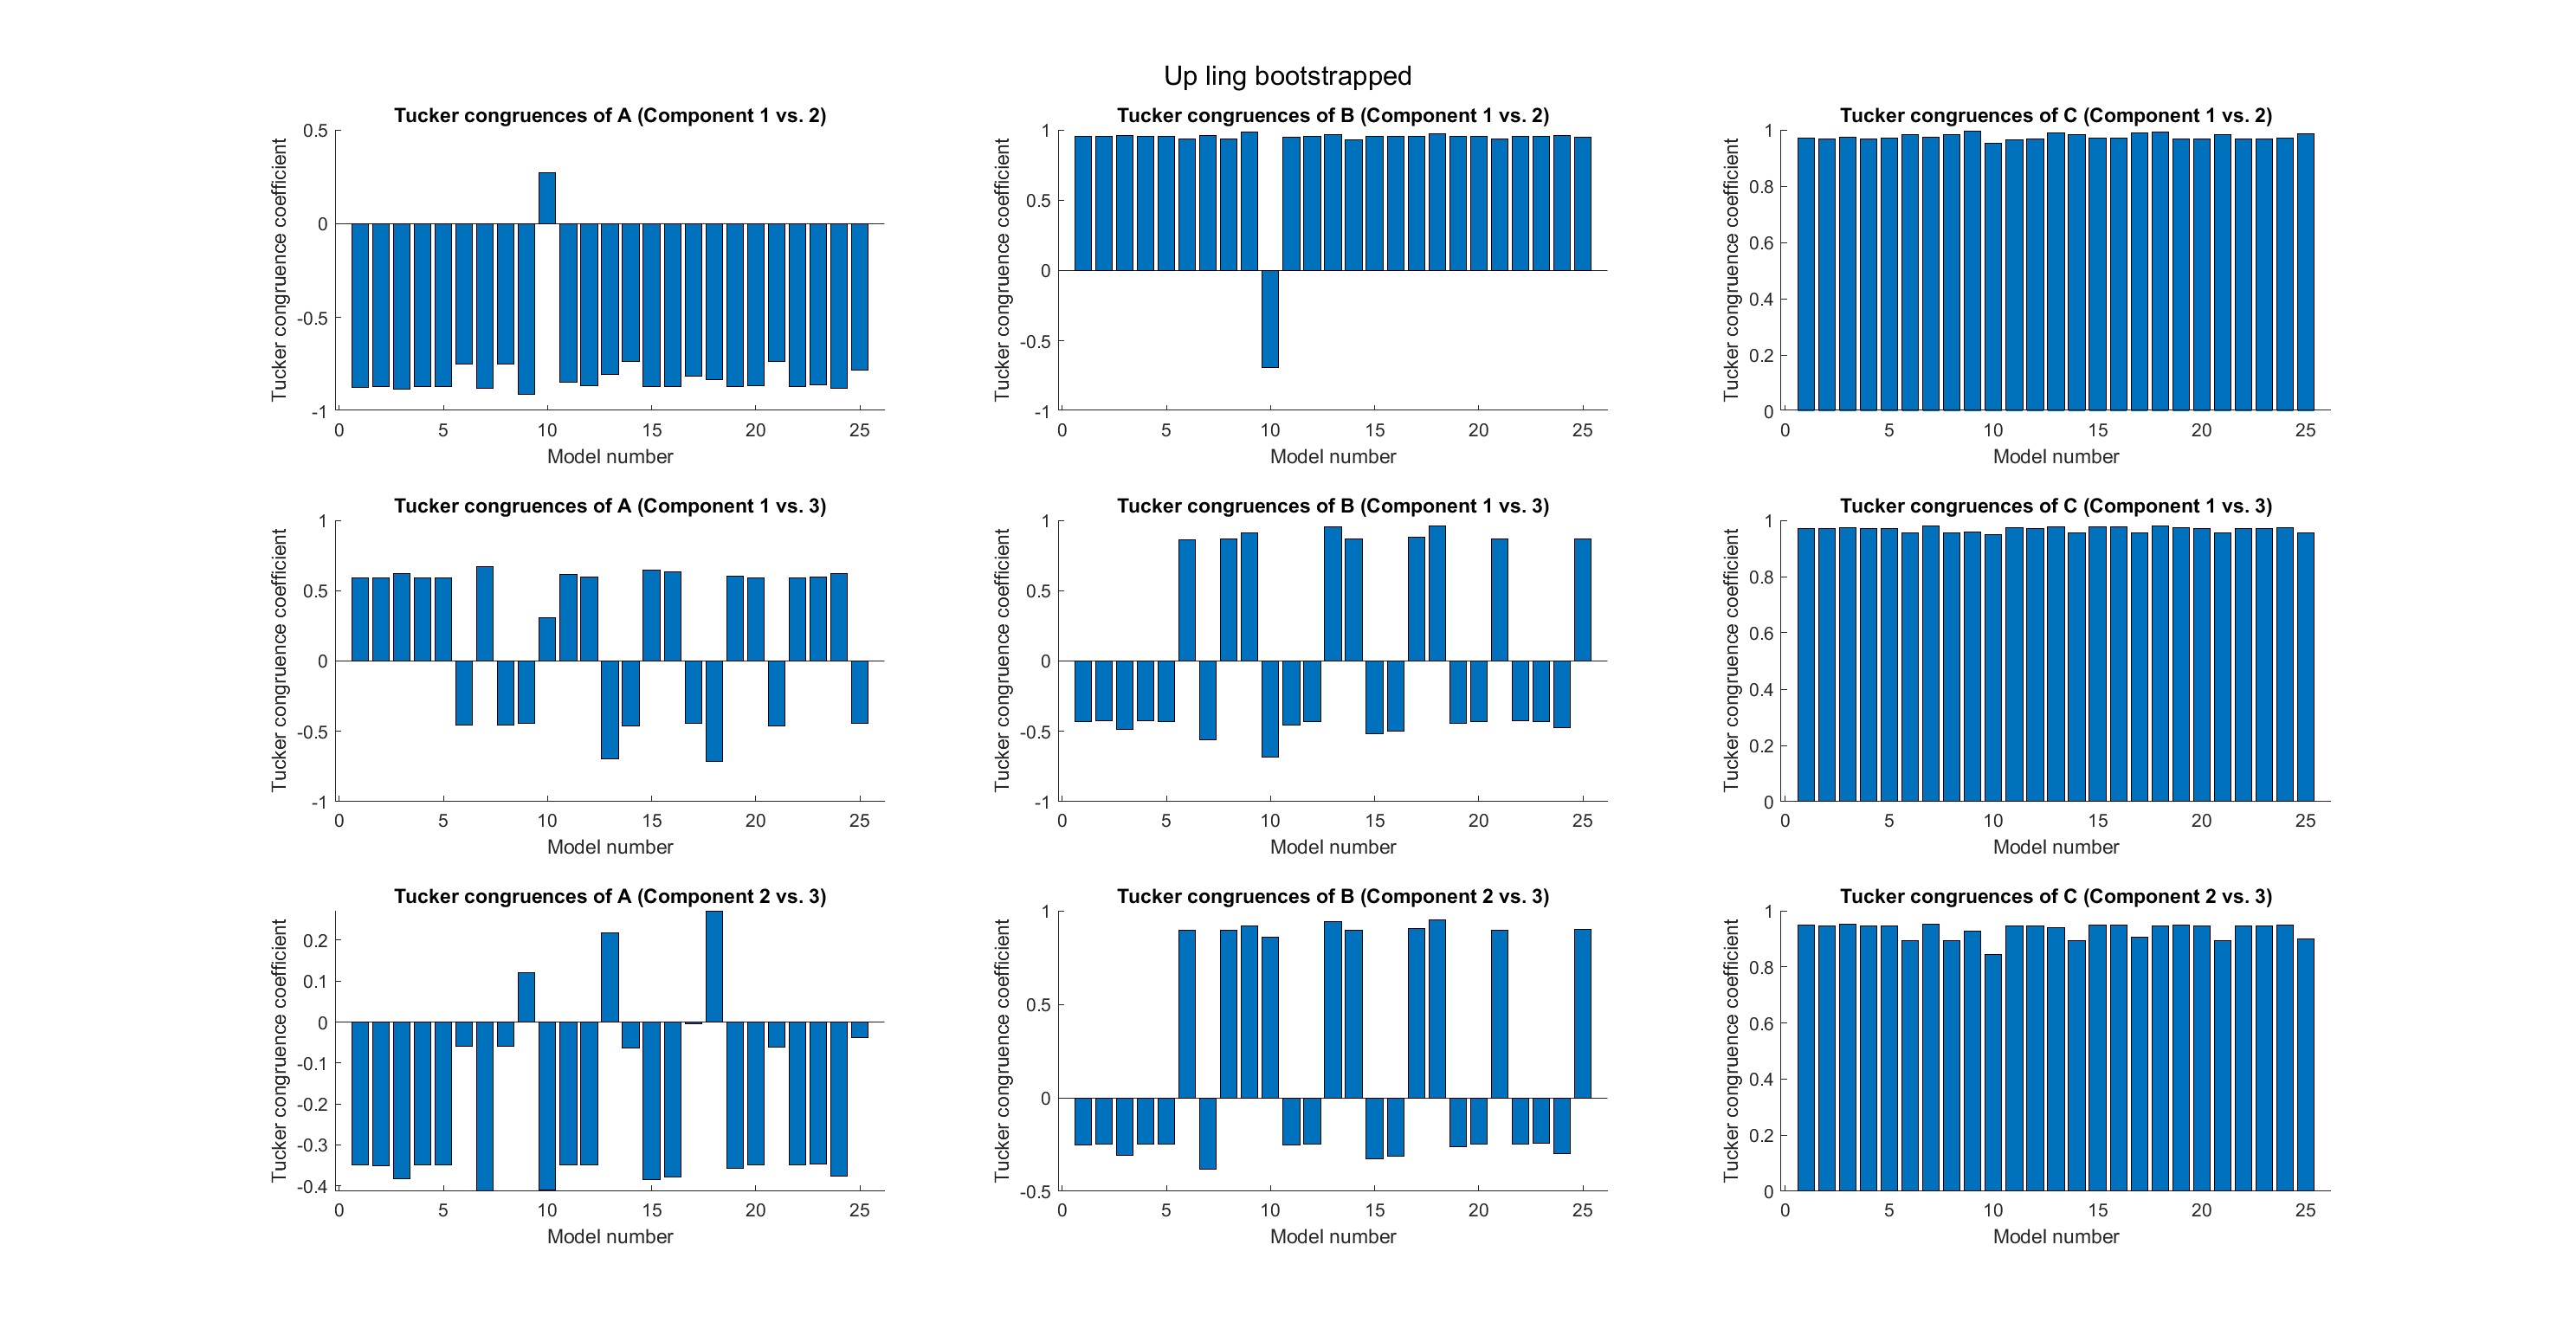 Up ling bootstrapped
Tucker congruences of A (Component 1 vs. 2)
Tucker congruence coefficient
0.5
0
-0.5
-1
0 5 10 15 20 25
Model number
Tucker congruences of B (Component 1 vs. 2)
Tucker congruence coefficient
1
0.5
0
-0.5
-1
0 5 10 15 20 25
Model number
Tucker congruences of C (Component 1 vs. 2)
Tucker congruence coefficient
1
0.8
0.6
0.4
0.2
0
0 5 10 15 20 25
Model number
Tucker congruences of A (Component 1 vs. 3)
Tucker congruence coefficient
1
0.5
0
-0.5
-1
0 5 10 15 20 25
Model number
Tucker congruences of B (Component 1 vs. 3)
Tucker congruence coefficient
1
0.5
0
-0.5
-1
0 5 10 15 20 25
Model number
Tucker congruences of C (Component 1 vs. 3)
Tucker congruence coefficient
1
0.8
0.6
0.4
0.2
0
0 5 10 15 20 25
Model number
Tucker congruences of A (Component 2 vs. 3)
Tucker congruence coefficient
0.2
0.1
0
-0.1
-0.2
-0.3
-0.4
0 5 10 15 20 25
Model number
Tucker congruences of B (Component 2 vs. 3)
Tucker congruence coefficient
1
0.5
0
-0.5
0 5 10 15 20 25
Model number
Tucker congruences of C (Component 2 vs. 3)
Tucker congruence coefficient
1
0.8
0.6
0.4
0.2
0
0 5 10 15 20 25
Model number